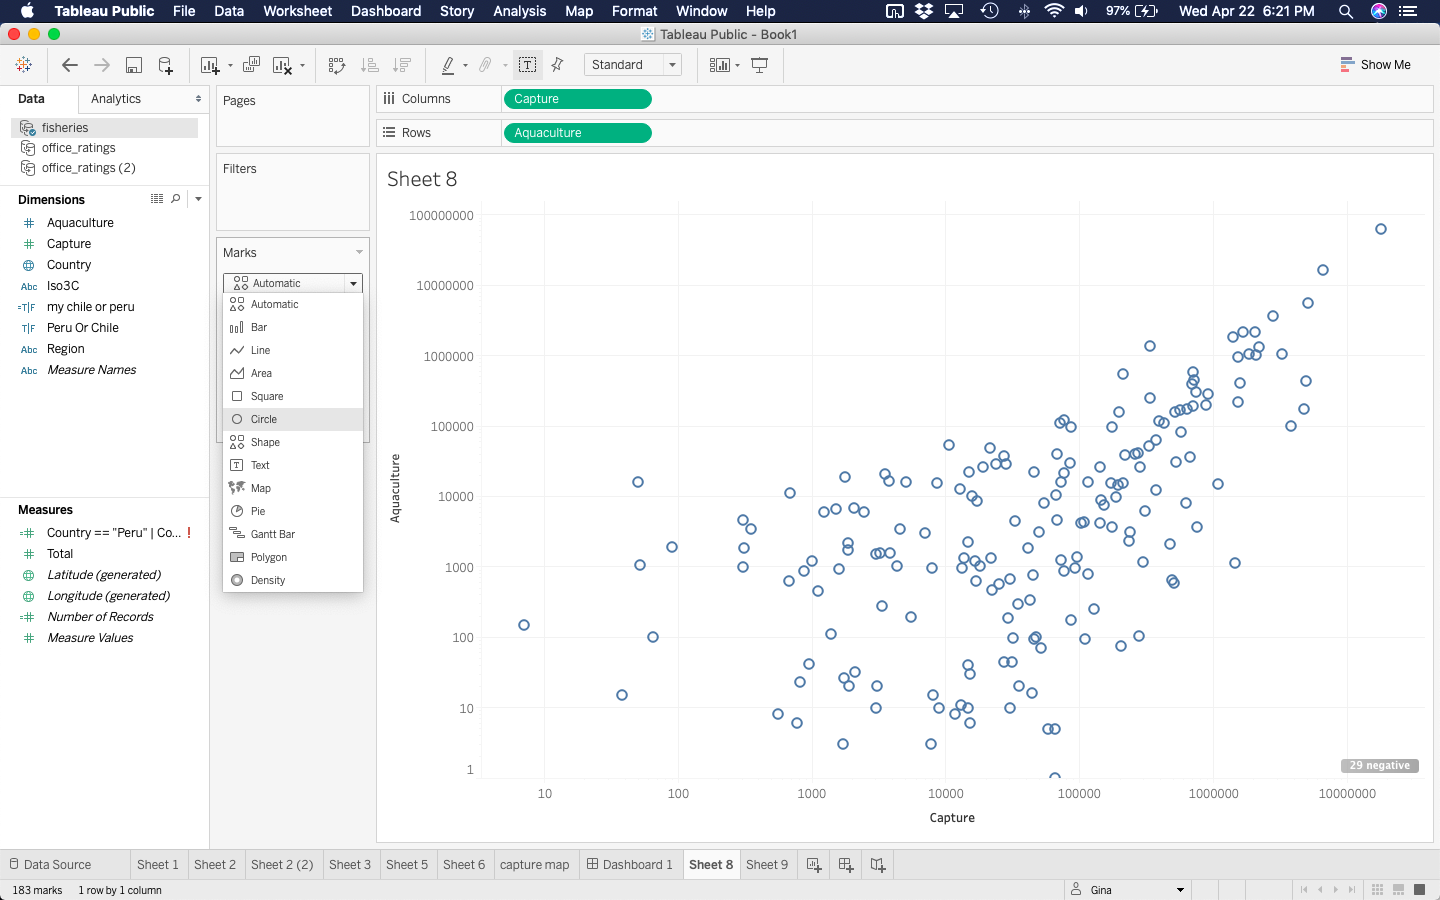 Tableau Public File Data Worksheet Dashboard Story Analysis Map Format Window Help 97% Wed Apr 22 6:21 PM
Tableau Public - Book1
Standard Show Me
Data Analytics
fisheries
office_ratings
office_ratings (2)
Dimensions
# Aquaculture
# Capture
Country
Abc Iso3C
=T|F my chile or peru
T|F Peru Or Chile
Abc Region
Abc Measure Names
Measures
=# Country == "Peru" | Co... !
# Total
Latitude (generated)
Longitude (generated)
=# Number of Records
# Measure Values
Pages
Filters
Marks
Automatic
Automatic
Bar
Line
Area
Square
Circle
Shape
T Text
Map
Pie
Gantt Bar
Polygon
Density
Columns Capture
Rows Aquaculture
Sheet 8
100000000
10000000
1000000
100000
10000
1000
100
10
1
Aquaculture
29 negative
10 100 1000 10000 100000 1000000 10000000
Capture
Data Source Sheet 1 Sheet 2 Sheet 2 (2) Sheet 3 Sheet 5 Sheet 6 capture map Dashboard 1 Sheet 8 Sheet 9
183 marks 1 row by 1 column Gina